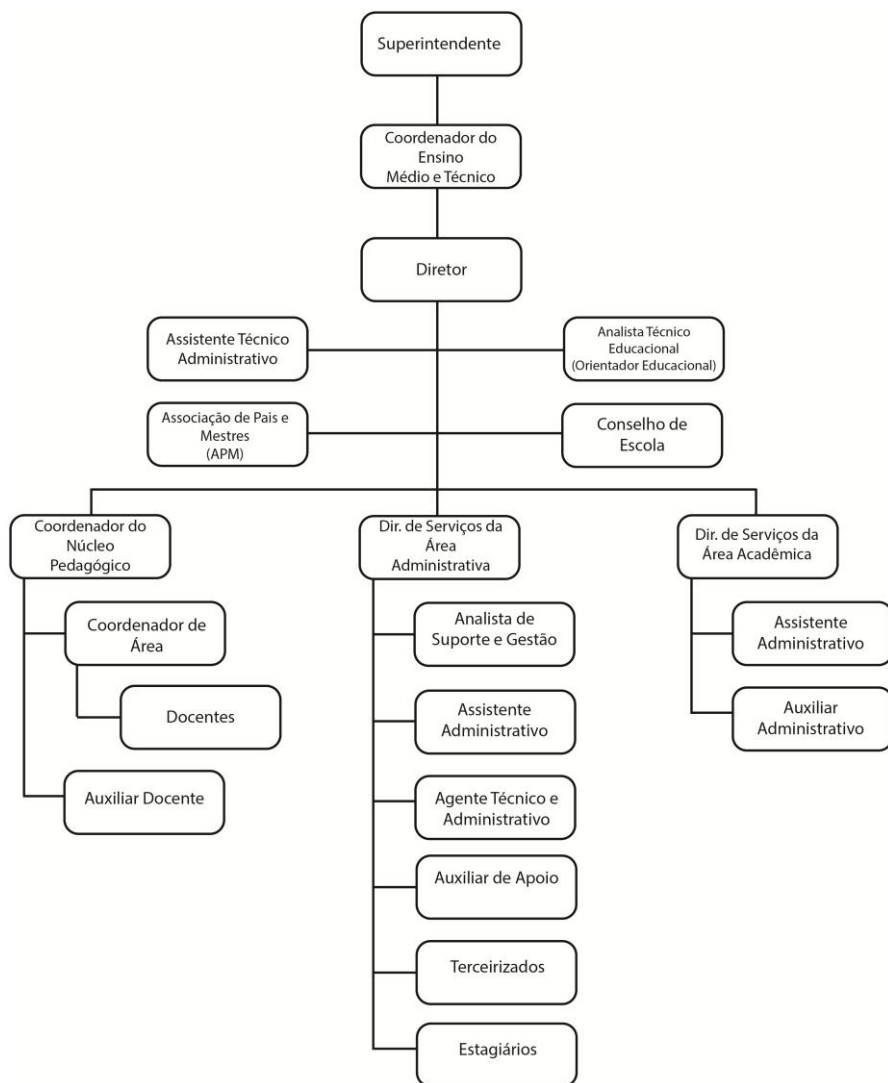 Superintendente
Coordenador do
Ensino
Médio e Técnico
Diretor
Assistente Técnico
Administrativo
Analista Técnico
Educacional
(Orientador Educacional)
Associação de Pais e
Mestres
(APM)
Conselho de
Escola
Coordenador do
Núcleo
Pedagógico
Coordenador de
Área
Docentes
Auxiliar Docente
Dir. de Serviços da
Área
Administrativa
Analista de
Suporte e Gestão
Assistente
Administrativo
Agente Técnico e
Administrativo
Auxiliar de Apoio
Terceirizados
Estagiários
Dir. de Serviços da
Área Acadêmica
Assistente
Administrativo
Auxiliar
Administrativo